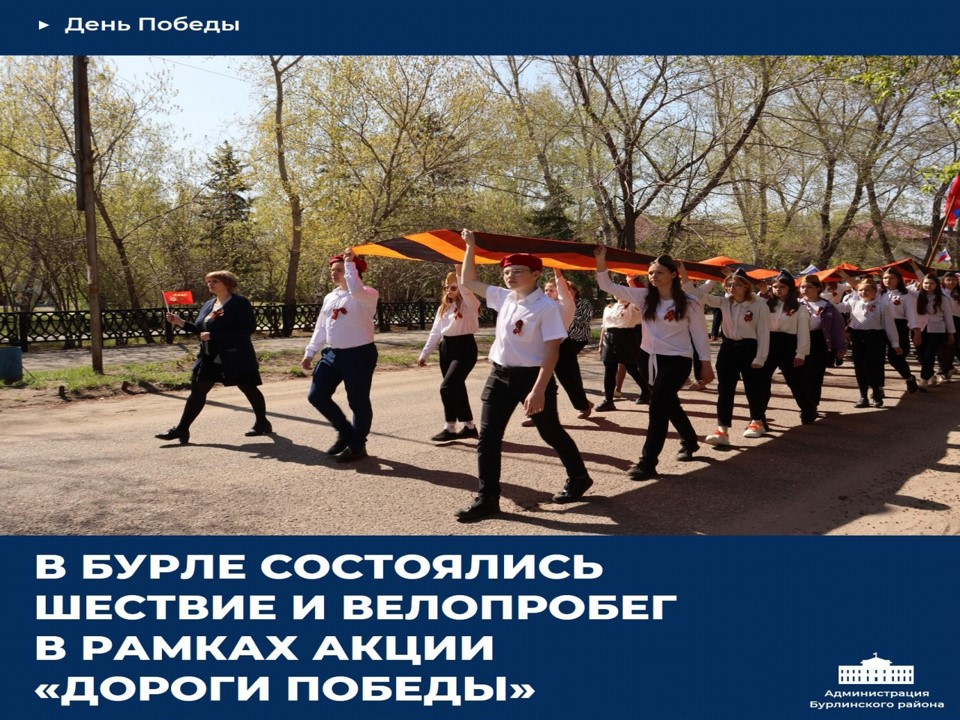 День Победы
В БУРЛЕ СОСТОЯЛИСЬ
ШЕСТВИЕ И ВЕЛОПРОБЕГ
В РАМКАХ АКЦИИ
«ДОРОГИ ПОБЕДЫ»
Администрация
Бурлинского района